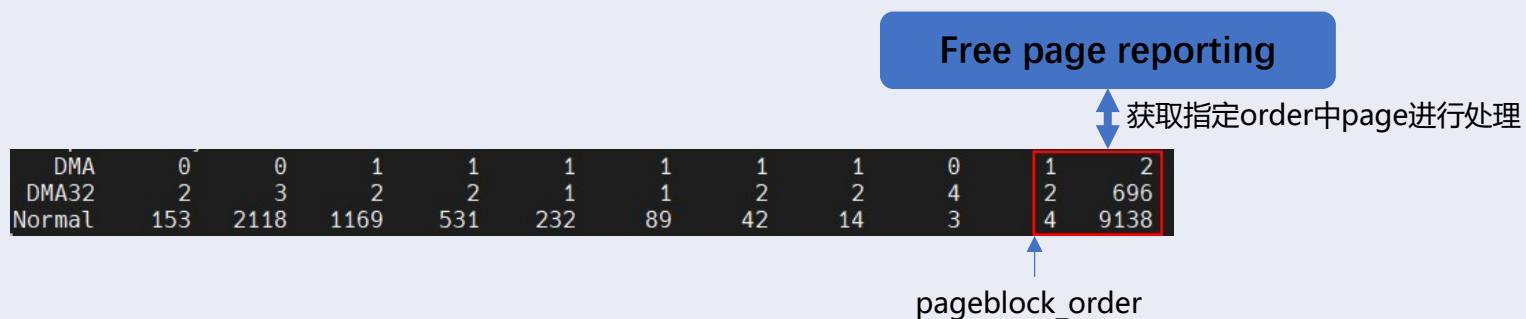 Free page reporting
获取指定order中page进行处理
DMA 0 0 1 1 1 1 1 1 0 1 2
DMA32 2 3 2 2 1 1 2 2 4 2 696
Normal 153 2118 1169 531 232 89 42 14 3 4 9138
pageblock_order